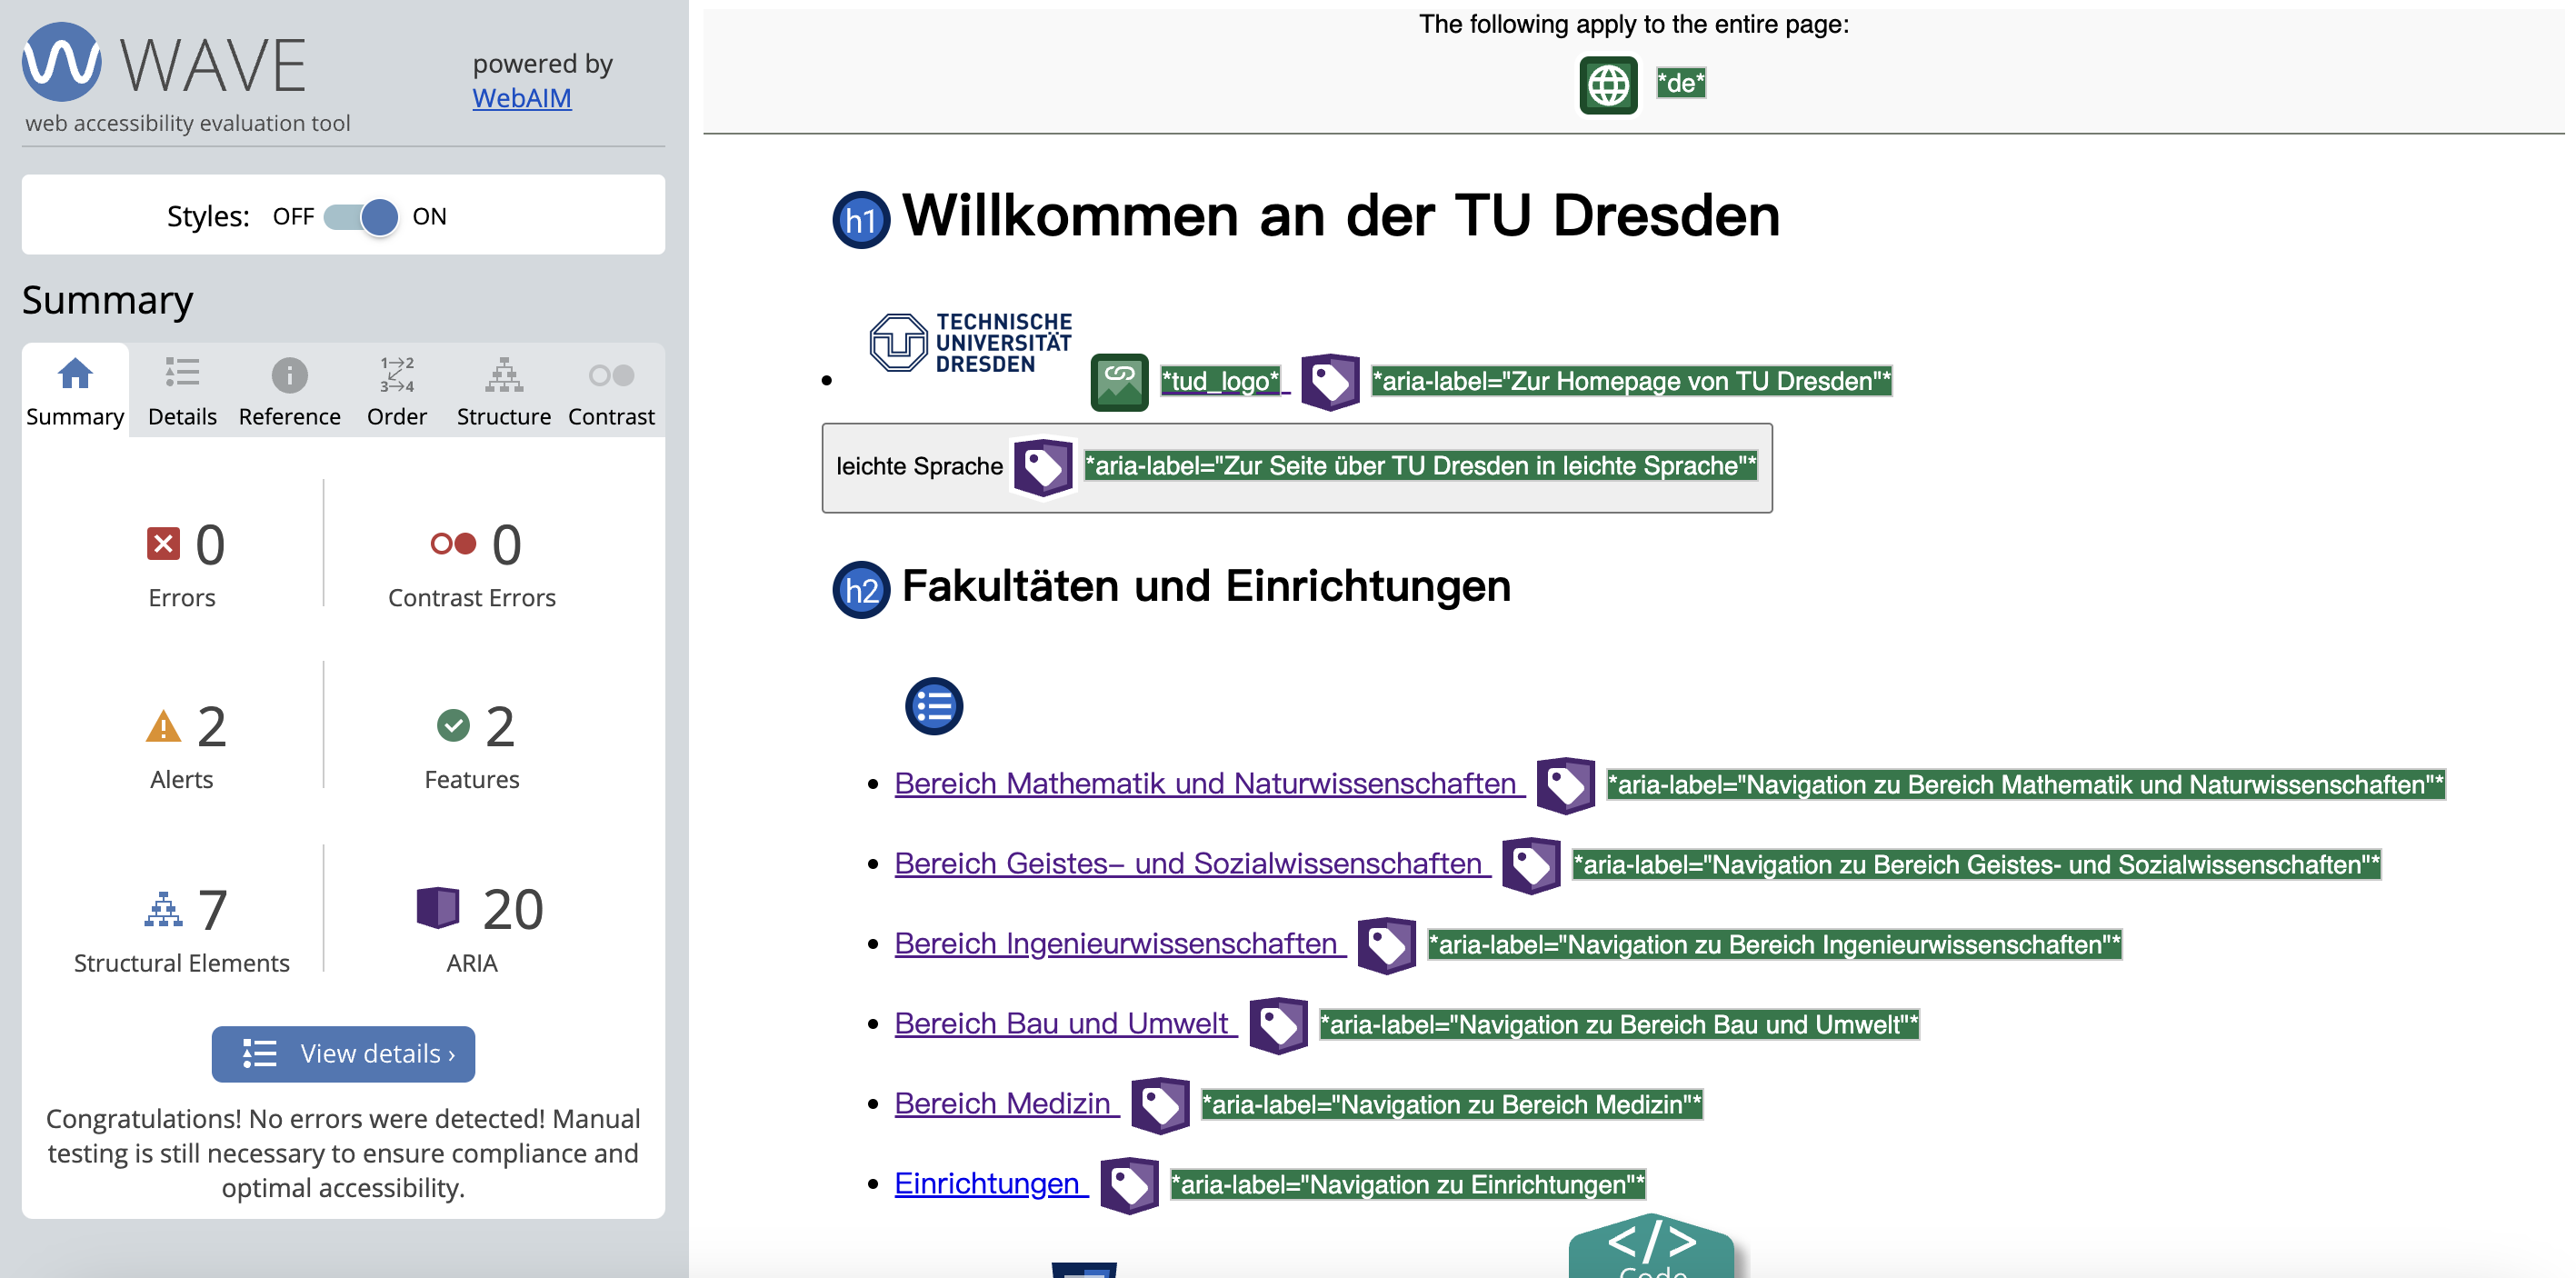 WAVE
web accessibility evaluation tool
powered by
WebAIM
Styles: OFF ON
Summary
Summary Details Reference Order Structure Contrast
0 Errors
0 Contrast Errors
2 Alerts
2 Features
7 Structural Elements
20 ARIA
View details ›
Congratulations! No errors were detected! Manual
testing is still necessary to ensure compliance and
optimal accessibility.
The following apply to the entire page:
*de*
h1 Willkommen an der TU Dresden
TECHNISCHE
UNIVERSITÄT
DRESDEN
*tud_logo* *aria-label="Zur Homepage von TU Dresden"*
leichte Sprache *aria-label="Zur Seite über TU Dresden in leichte Sprache"*
h2 Fakultäten und Einrichtungen
Bereich Mathematik und Naturwissenschaften *aria-label="Navigation zu Bereich Mathematik und Naturwissenschaften"*
Bereich Geistes– und Sozialwissenschaften *aria-label="Navigation zu Bereich Geistes- und Sozialwissenschaften"*
Bereich Ingenieurwissenschaften *aria-label="Navigation zu Bereich Ingenieurwissenschaften"*
Bereich Bau und Umwelt *aria-label="Navigation zu Bereich Bau und Umwelt"*
Bereich Medizin *aria-label="Navigation zu Bereich Medizin"*
Einrichtungen *aria-label="Navigation zu Einrichtungen"*
</> Code